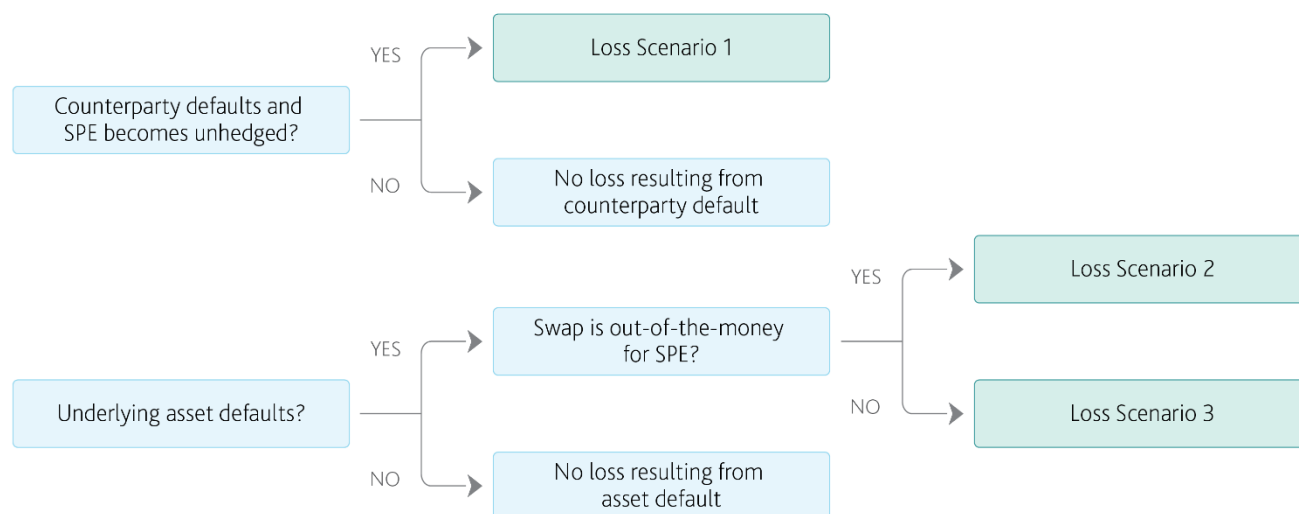 YES
Loss Scenario 1
Counterparty defaults and
SPE becomes unhedged?
NO
No loss resulting from
counterparty default
YES
Loss Scenario 2
YES
Swap is out-of-the-money
for SPE?
Underlying asset defaults?
NO
Loss Scenario 3
NO
No loss resulting from
asset default